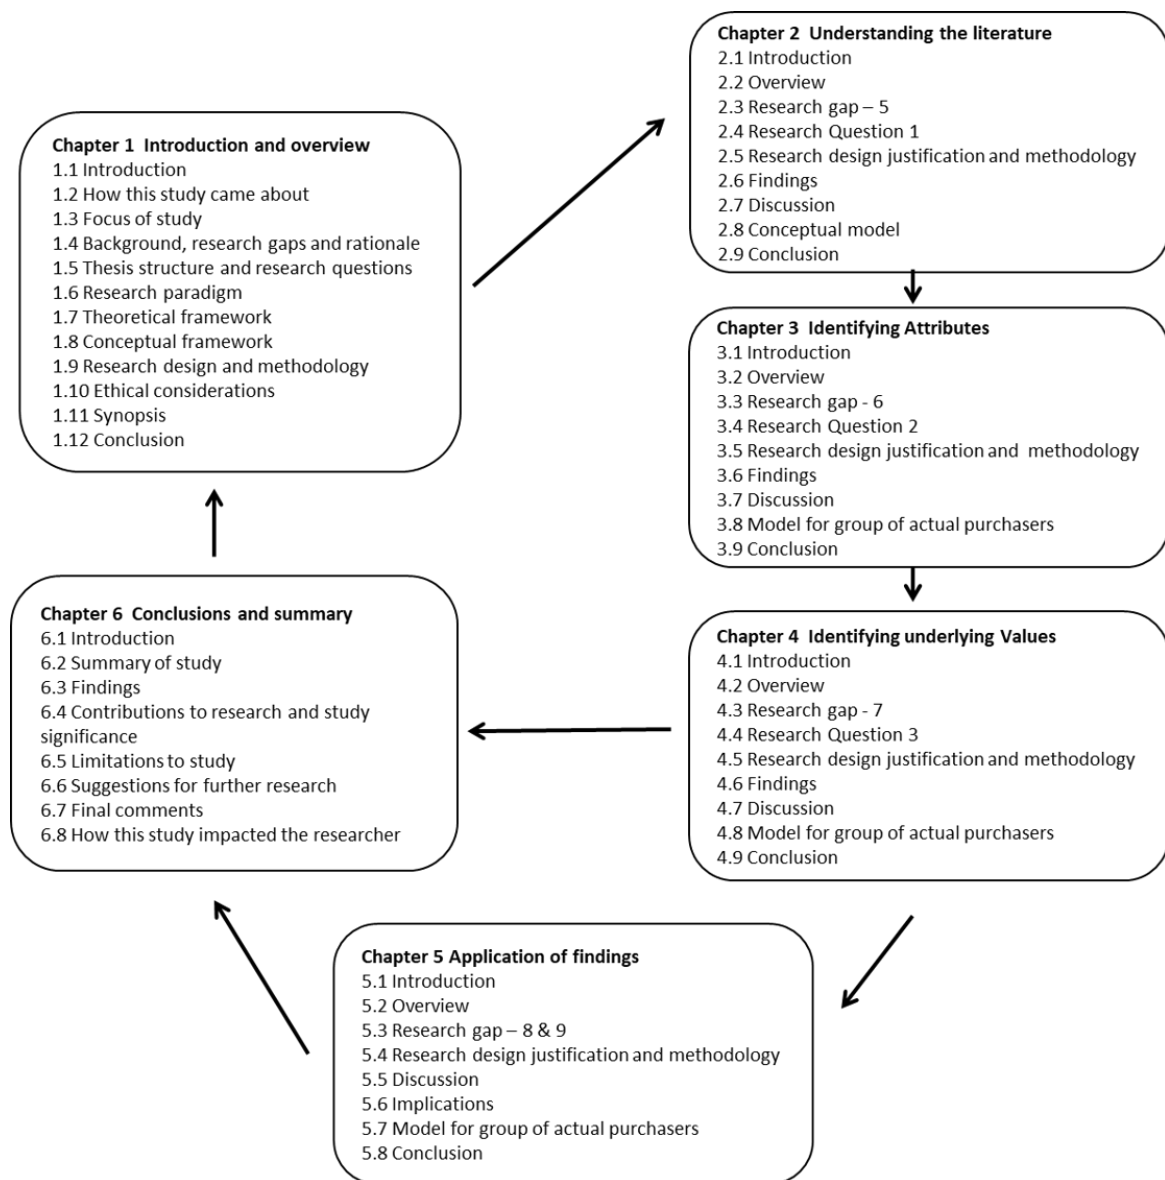 Chapter 1 Introduction and overview
1.1 Introduction
1.2 How this study came about
1.3 Focus of study
1.4 Background, research gaps and rationale
1.5 Thesis structure and research questions
1.6 Research paradigm
1.7 Theoretical framework
1.8 Conceptual framework
1.9 Research design and methodology
1.10 Ethical considerations
1.11 Synopsis
1.12 Conclusion
Chapter 2 Understanding the literature
2.1 Introduction
2.2 Overview
2.3 Research gap – 5
2.4 Research Question 1
2.5 Research design justification and methodology
2.6 Findings
2.7 Discussion
2.8 Conceptual model
2.9 Conclusion
Chapter 3 Identifying Attributes
3.1 Introduction
3.2 Overview
3.3 Research gap - 6
3.4 Research Question 2
3.5 Research design justification and methodology
3.6 Findings
3.7 Discussion
3.8 Model for group of actual purchasers
3.9 Conclusion
Chapter 4 Identifying underlying Values
4.1 Introduction
4.2 Overview
4.3 Research gap - 7
4.4 Research Question 3
4.5 Research design justification and methodology
4.6 Findings
4.7 Discussion
4.8 Model for group of actual purchasers
4.9 Conclusion
Chapter 5 Application of findings
5.1 Introduction
5.2 Overview
5.3 Research gap – 8 & 9
5.4 Research design justification and methodology
5.5 Discussion
5.6 Implications
5.7 Model for group of actual purchasers
5.8 Conclusion
Chapter 6 Conclusions and summary
6.1 Introduction
6.2 Summary of study
6.3 Findings
6.4 Contributions to research and study
significance
6.5 Limitations to study
6.6 Suggestions for further research
6.7 Final comments
6.8 How this study impacted the researcher